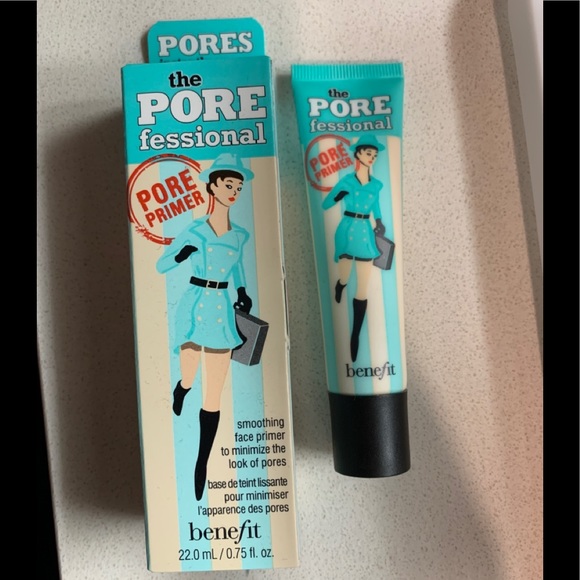 PORES
the
PORE
fessional
PORE
PRIMER
smoothing
face primer
to minimize the
look of pores
base de teint lissante
pour minimiser
l'apparence des pores
benefit
22.0 mL / 0.75 fl. oz.
the
PORE
fessional
PORE
PRIMER
benefit